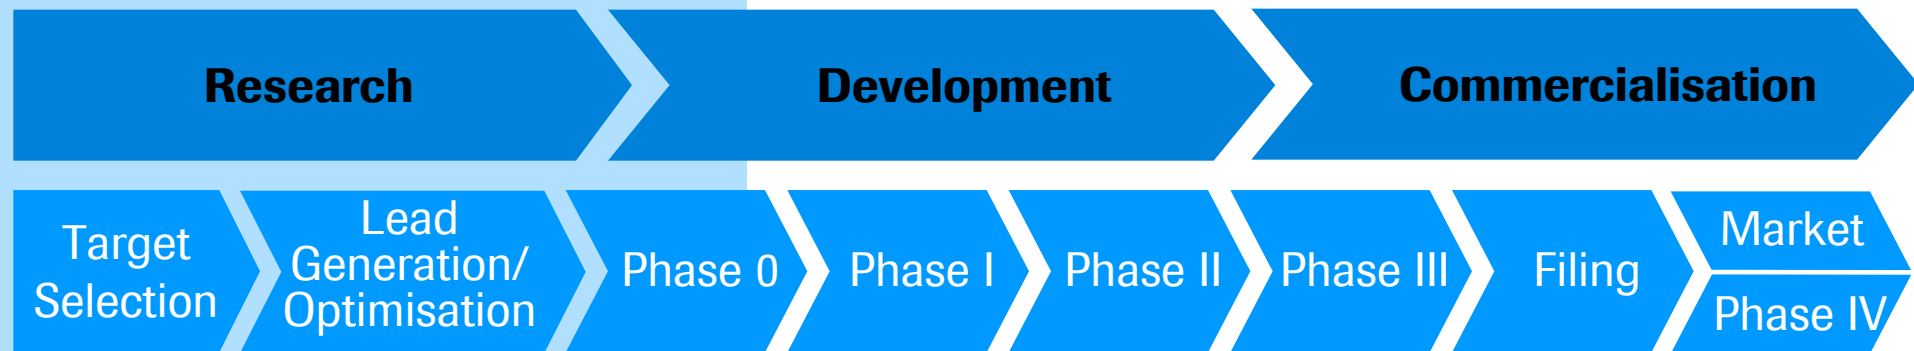 Research
Development
Commercialisation
Target
Selection
Lead
Generation/
Optimisation
Phase 0
Phase I
Phase II
Phase III
Filing
Market
Phase IV